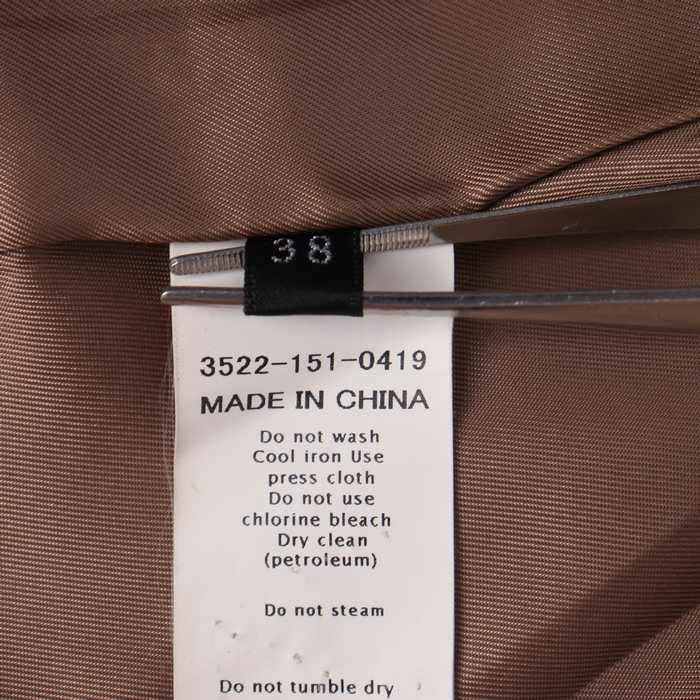 38
3522-151-0419
MADE IN CHINA
Do not wash
Cool iron Use
press cloth
Do not use
chlorine bleach
Dry clean
(petroleum)
Do not steam
Do not tumble dry